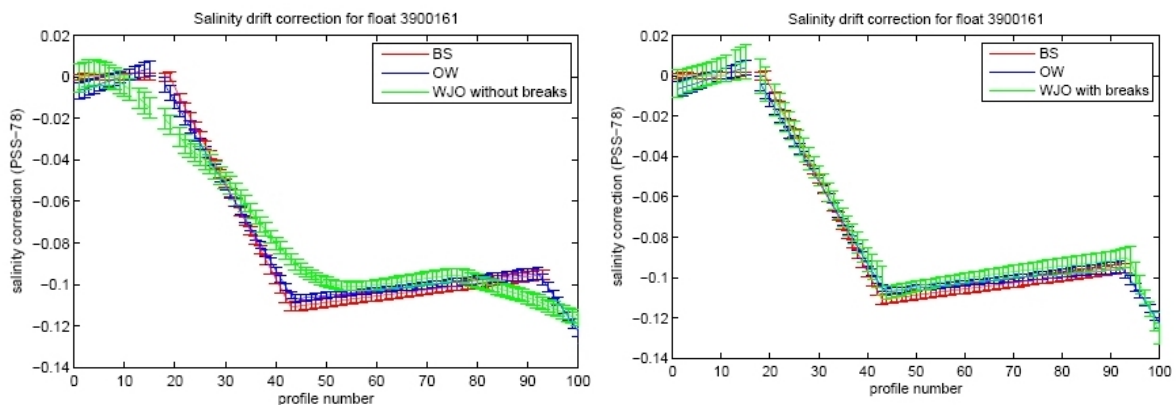 Salinity drift correction for float 3900161
0.02
0
−0.02
−0.04
−0.06
−0.08
−0.1
−0.12
−0.14
salinity correction (PSS−78)
BS
OW
WJO without breaks
0 10 20 30 40 50 60 70 80 90 100
profile number
Salinity drift correction for float 3900161
0.02
0
−0.02
−0.04
−0.06
−0.08
−0.1
−0.12
−0.14
salinity correction (PSS−78)
BS
OW
WJO with breaks
0 10 20 30 40 50 60 70 80 90 100
profile number